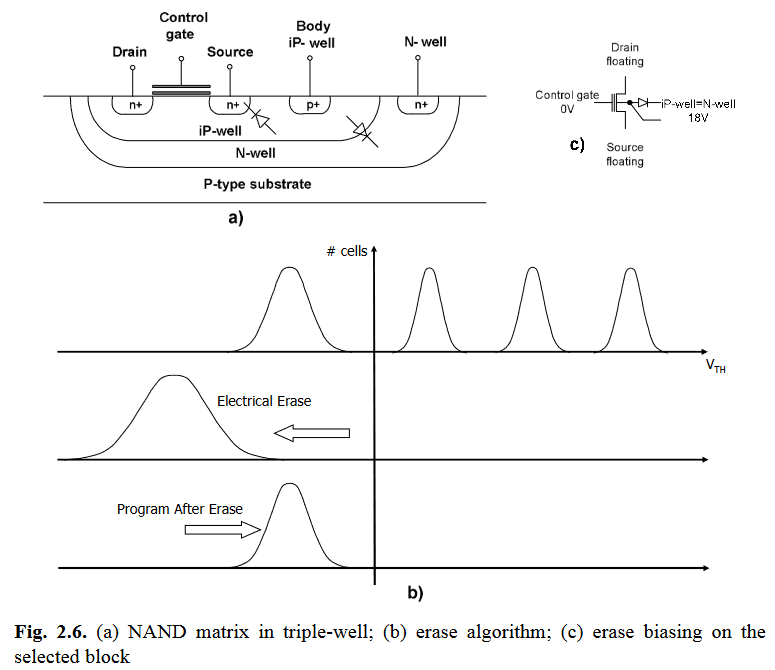 Control
gate
Body
iP- well
Drain
Source
N- well
n+
n+
p+
n+
iP-well
N-well
P-type substrate
a)
Drain
floating
Control gate
0V
iP-well=N-well
18V
c)
Source
floating
# cells
VTH
Electrical Erase
Program After Erase
b)
Fig. 2.6. (a) NAND matrix in triple-well; (b) erase algorithm; (c) erase biasing on the
selected block